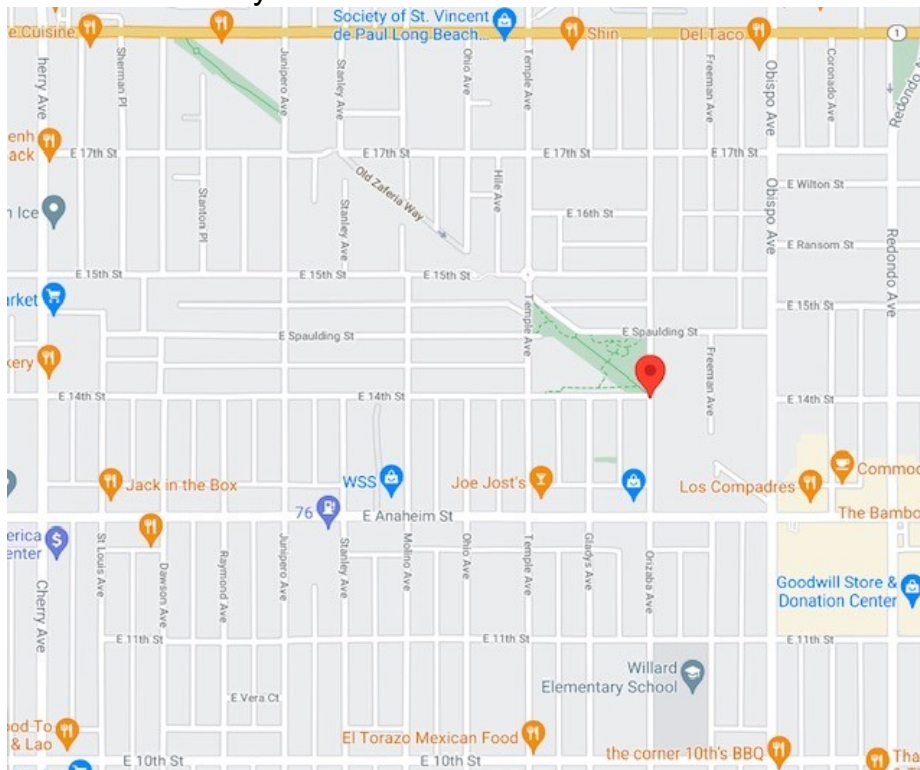 y
Society of St. Vincent
de Paul Long Beach...
e Cuisine
Shin
Del Taco
1
herry Ave
Sherman Pl
Junipero Ave
Stanley Ave
Ohio Ave
Temple Ave
Freeman Ave
Obispo Ave
Coronado Ave
Redondo
enh
ack
E 17th St
E 17th St
E 17th St
Old Zaferia Way
Hile Ave
Obispo Ave
E Wilton St
n Ice
Stanton Pl
Stanley Ave
E 16th St
E Ransom St
Redondo Ave
E 15th St
E 15th St
E 15th St
E 15th St
arket
Temple Ave
E Spaulding St
E Spaulding St
Freeman Ave
kery
E 14th St
E 14th St
E 14th St
Jack in the Box
WSS
Joe Jost's
Los Compadres
Commod
76
E Anaheim St
The Bambo
erica
enter
Cherry Ave
St Louis Ave
Dawson Ave
Raymond Ave
Junipero Ave
Stanley Ave
Molino Ave
Ohio Ave
Temple Ave
Gladys Ave
Orizaba Ave
Goodwill Store &
Donation Center
E 11th St
E 11th St
E 11th St
Willard
Elementary School
E Vera Ct
ood To
& Lao
El Torazo Mexican Food
the corner 10th's BBQ
Tha
E 10th St
E 10th St